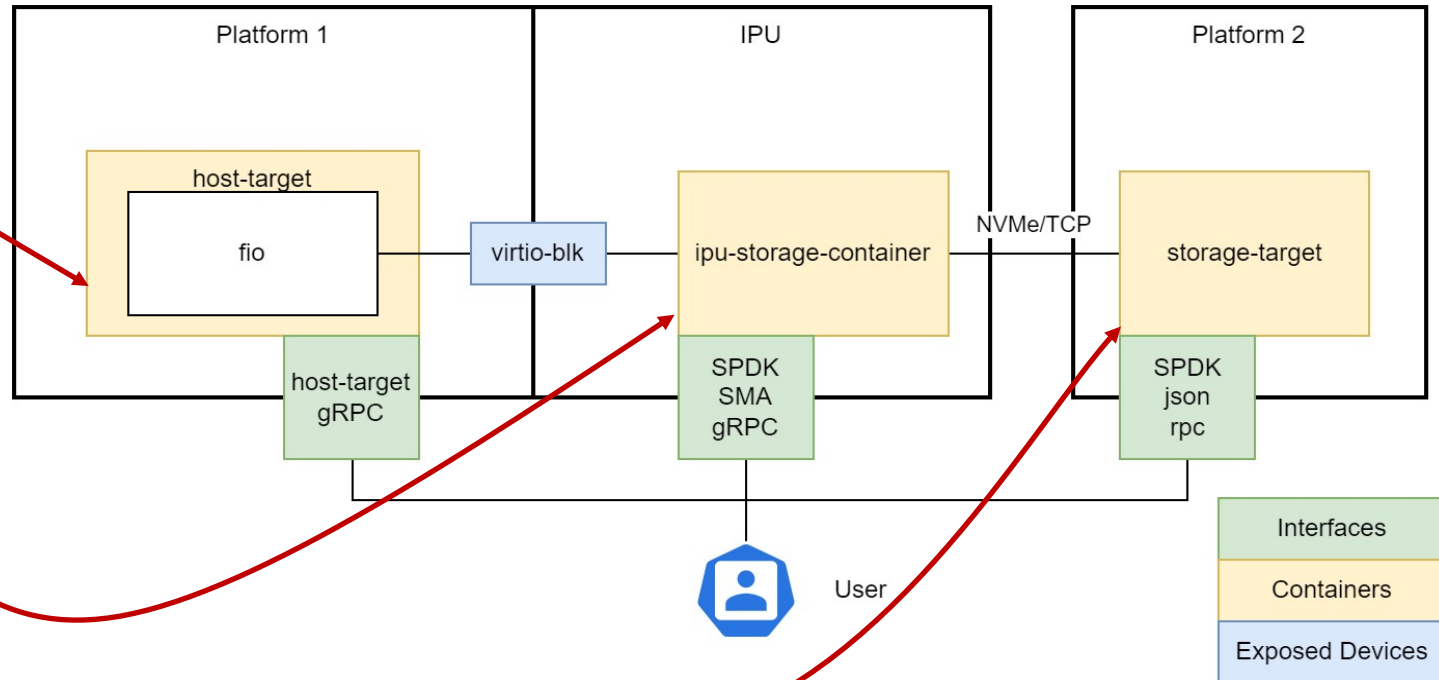 Platform 1
IPU
Platform 2
host-target
fio
virtio-blk
ipu-storage-container
NVMe/TCP
storage-target
host-target
gRPC
SPDK
SMA
gRPC
SPDK
json
rpc
User
Interfaces
Containers
Exposed Devices